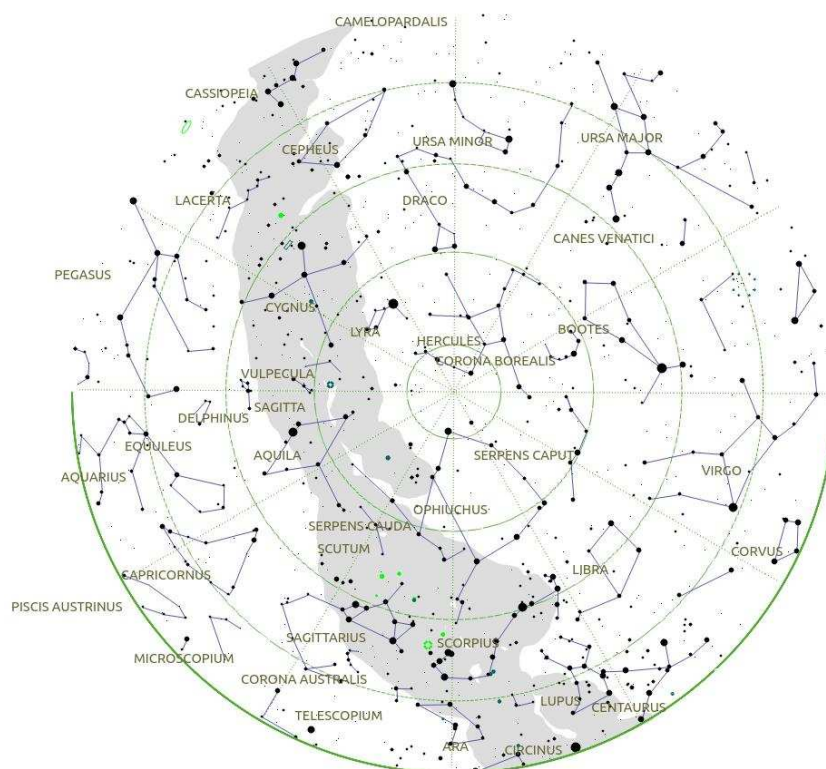 CAMELOPARDALIS
CASSIOPEIA
URSA MINOR
URSA MAJOR
CEPHEUS
LACERTA
DRACO
CANES VENATICI
PEGASUS
CYGNUS
LYRA
BOOTES
HERCULES
CORONA BOREALIS
VULPECULA
SAGITTA
DELPHINUS
EQUULEUS
AQUILA
SERPENS CAPUT
AQUARIUS
VIRGO
OPHIUCHUS
SERPENS CAUDA
SCUTUM
CORVUS
CAPRICORNUS
LIBRA
PISCIS AUSTRINUS
SAGITTARIUS
SCORPIUS
MICROSCOPIUM
CORONA AUSTRALIS
LUPUS
CENTAURUS
TELESCOPIUM
ARA
CIRCINUS